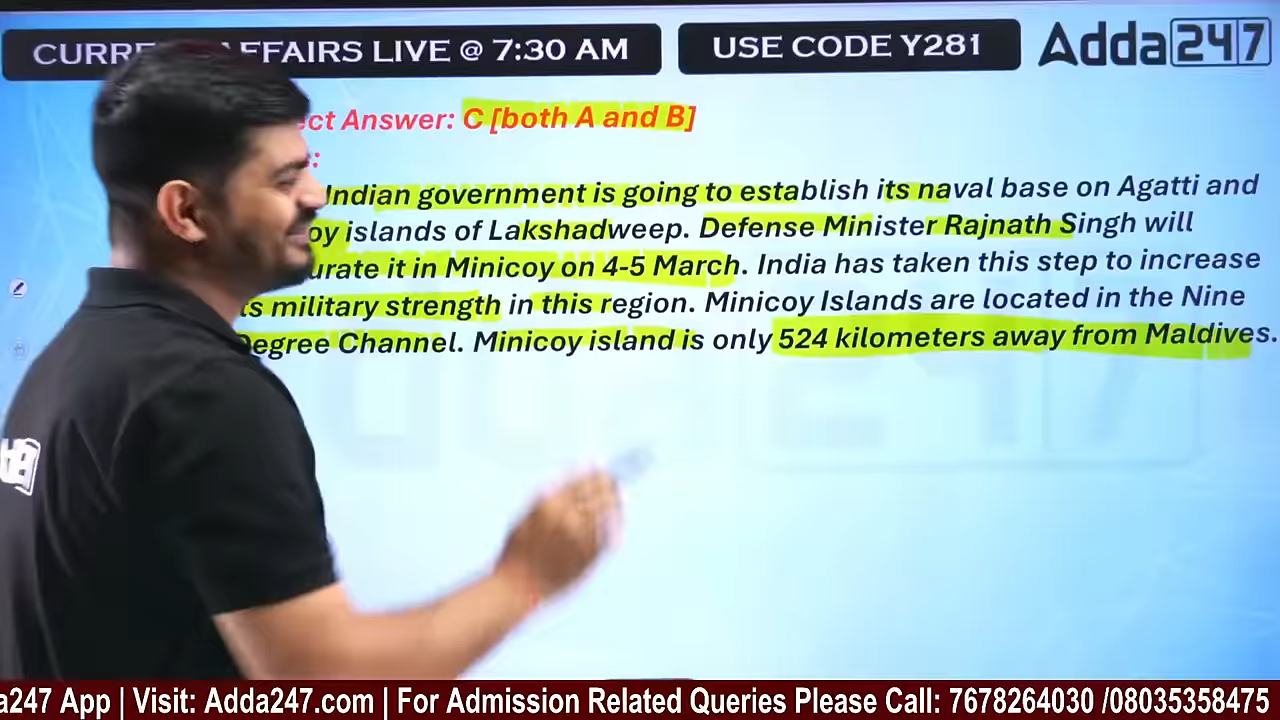 CURR FFAIRS LIVE @ 7:30 AM
USE CODE Y281
Adda247
ect Answer: C [both A and B]
:
Indian government is going to establish its naval base on Agatti and
oy islands of Lakshadweep. Defense Minister Rajnath Singh will
urate it in Minicoy on 4-5 March. India has taken this step to increase
ts military strength in this region. Minicoy Islands are located in the Nine
Degree Channel. Minicoy island is only 524 kilometers away from Maldives.
a247 App | Visit: Adda247.com | For Admission Related Queries Please Call: 7678264030 /08035358475